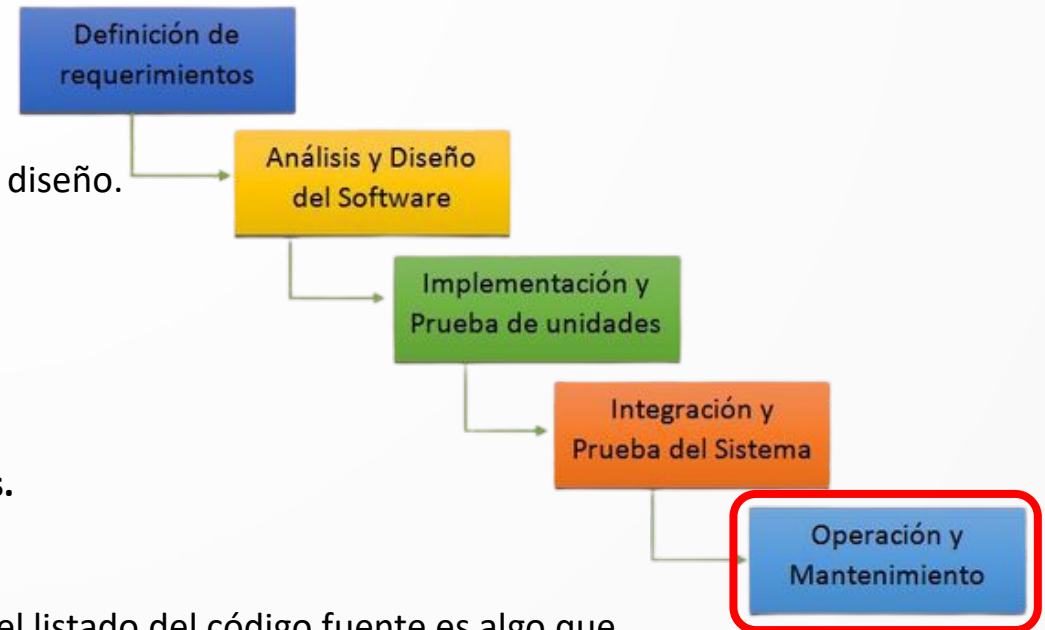 Definición de
requerimientos
Análisis y Diseño
del Software
diseño.
Implementación y
Prueba de unidades
Integración y
Prueba del Sistema
s.
Operación y
Mantenimiento
el listado del código fuente es algo que